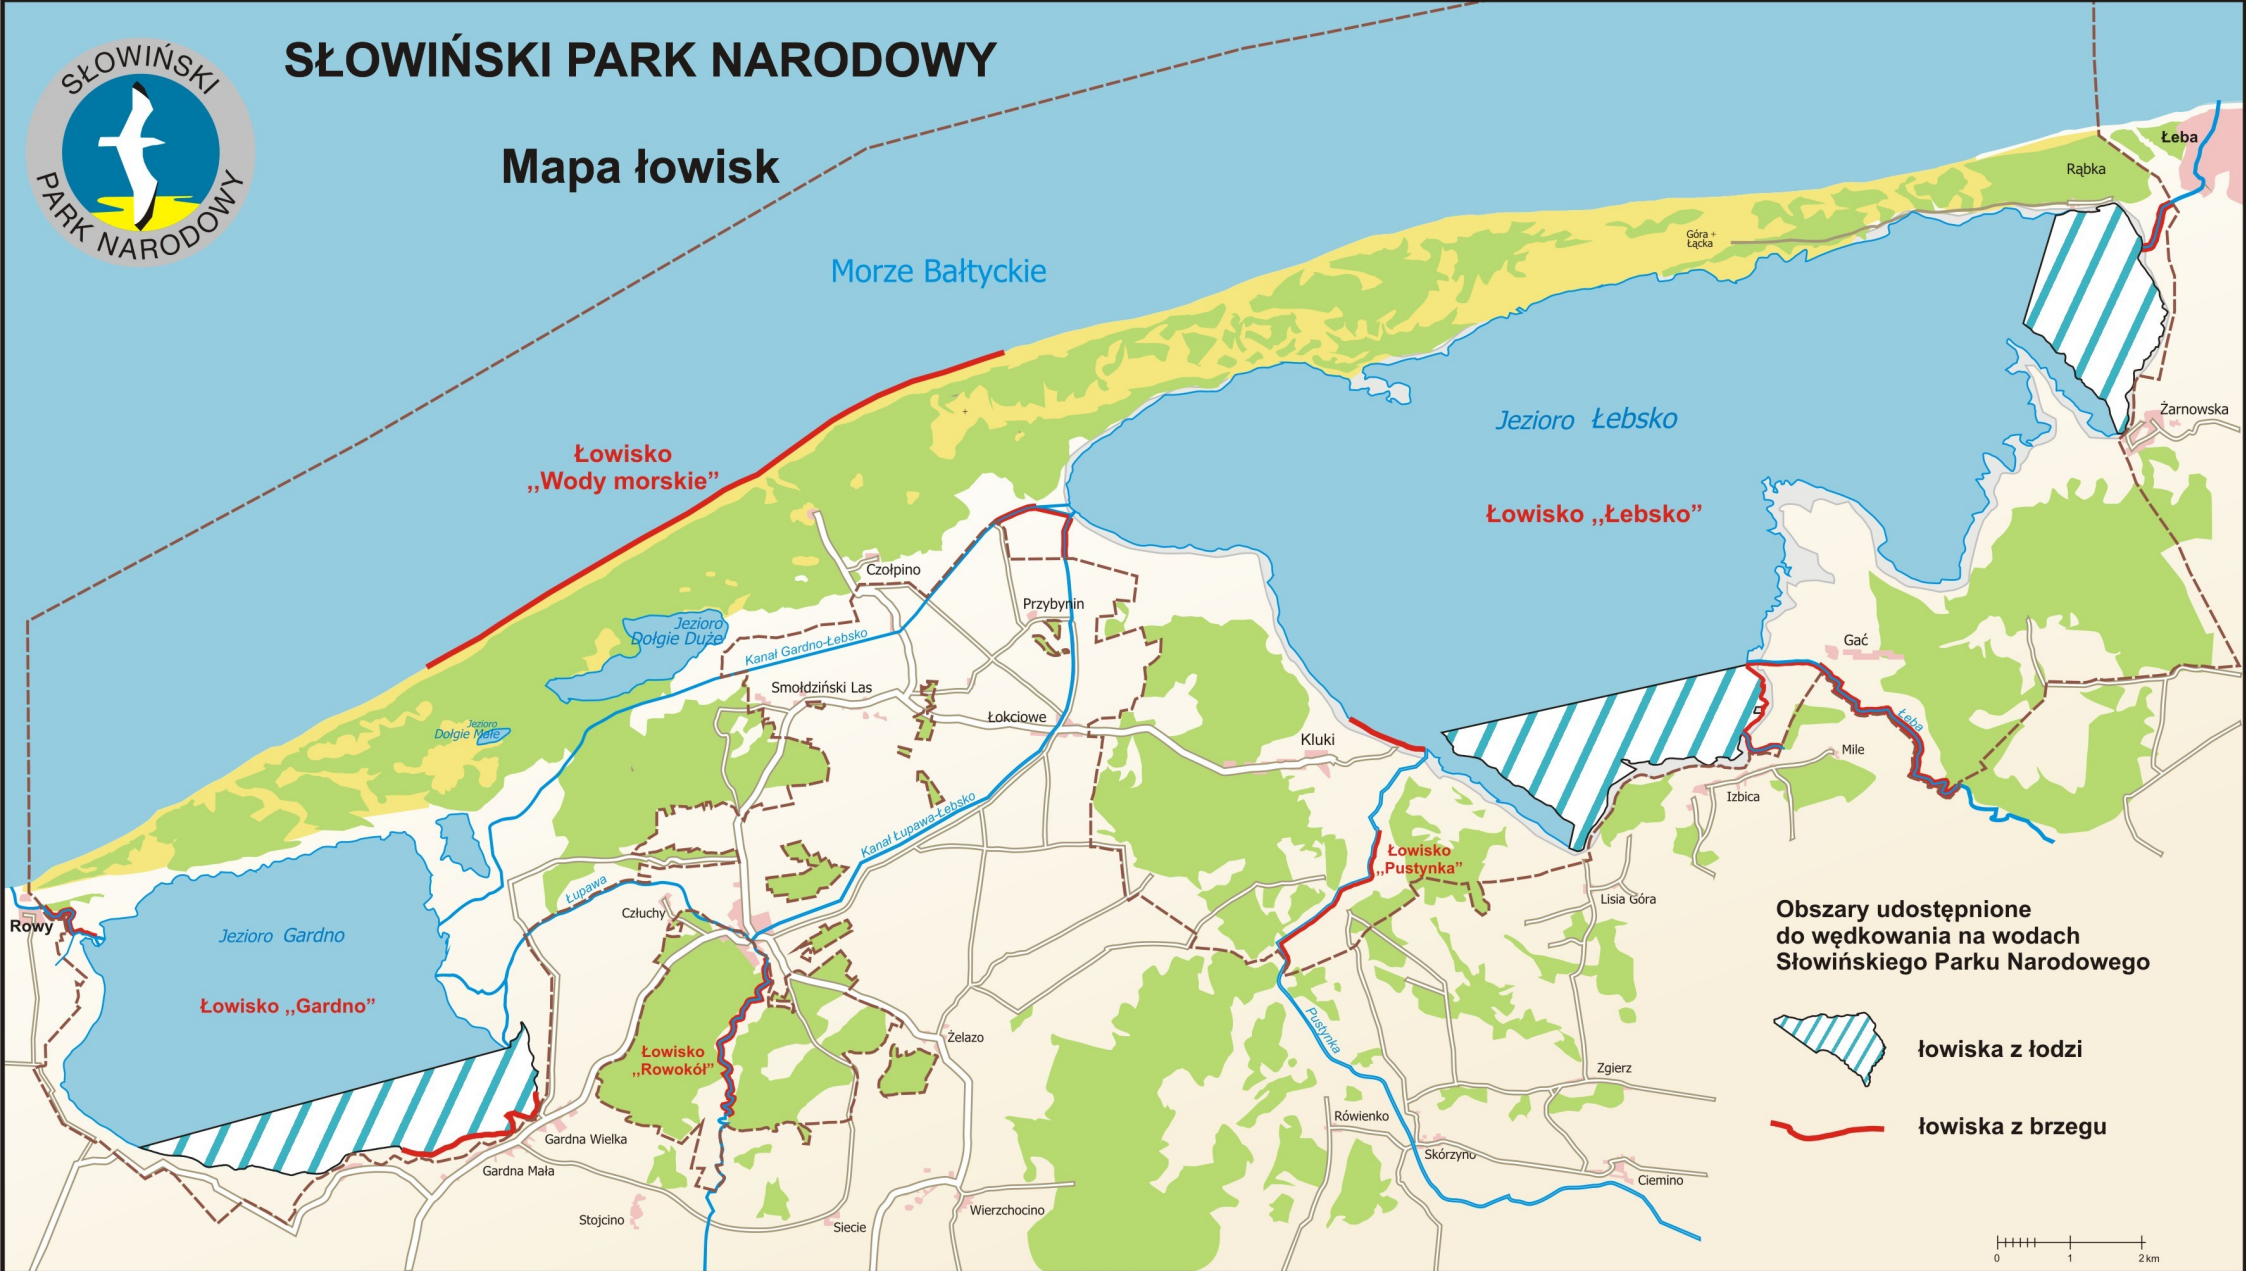 SŁOWIŃSKI PARK NARODOWY
SŁOWIŃSKI
PARK NARODOWY
Mapa łowisk
Morze Bałtyckie
Łeba
Rąbka
Góra +
Łącka
Jezioro Łebsko
Żarnowska
Łowisko
,,Wody morskie”
Łowisko ,,Łebsko”
Czołpino
Przybynin
Jezioro
Dołgie Duże
Kanał Gardno-Łebsko
Gać
Smołdziński Las
Łokciowe
Jezioro
Dołgie Małe
Kluki
Łeba
Mile
Izbica
Kanał Łupawa-Łebsko
Łowisko
,,Pustynka”
Łupawa
Człuchy
Lisia Góra
Rowy
Jezioro Gardno
Łowisko ,,Gardno”
Obszary udostępnione
do wędkowania na wodach
Słowińskiego Parku Narodowego
Pustynka
Żelazo
Łowisko
,,Rowokół”
łowiska z łodzi
Zgierz
Rówienko
łowiska z brzegu
Gardna Wielka
Skórzyno
Gardna Mała
Ciemino
Wierzchocino
Stojcino
Siecie
0 1 2 km